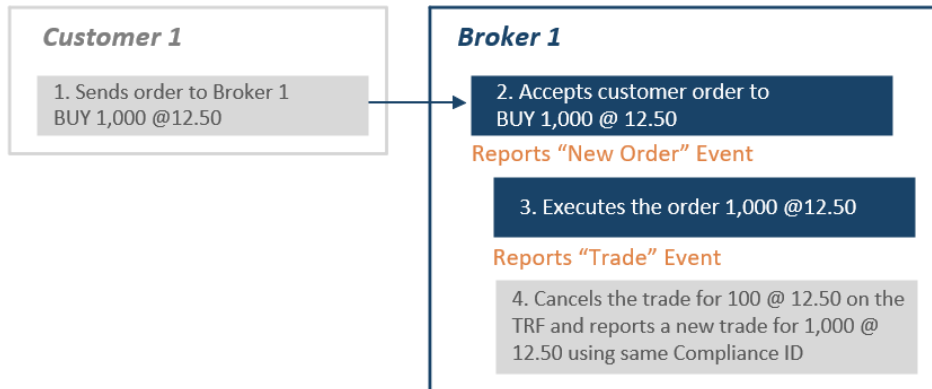 Customer 1
1. Sends order to Broker 1
BUY 1,000 @12.50
Broker 1
2. Accepts customer order to
BUY 1,000 @ 12.50
Reports “New Order” Event
3. Executes the order 1,000 @12.50
Reports “Trade” Event
4. Cancels the trade for 100 @ 12.50 on the
TRF and reports a new trade for 1,000 @
12.50 using same Compliance ID